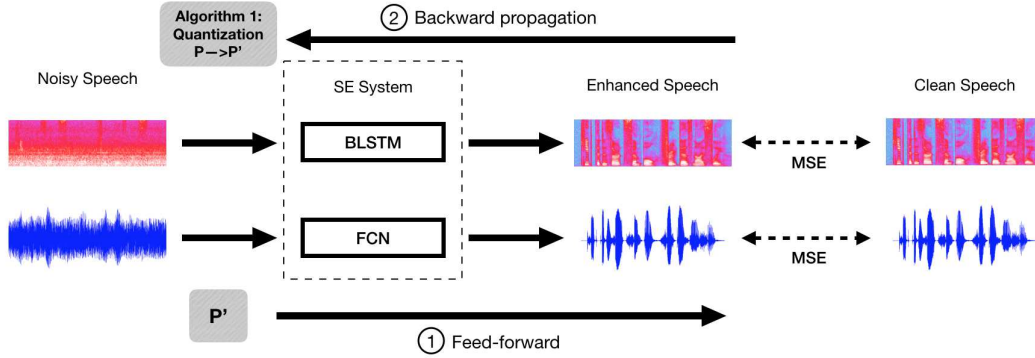 Algorithm 1:
Quantization
P—>P’
② Backward propagation
Noisy Speech
SE System
Enhanced Speech
Clean Speech
BLSTM
MSE
FCN
MSE
P’
① Feed-forward